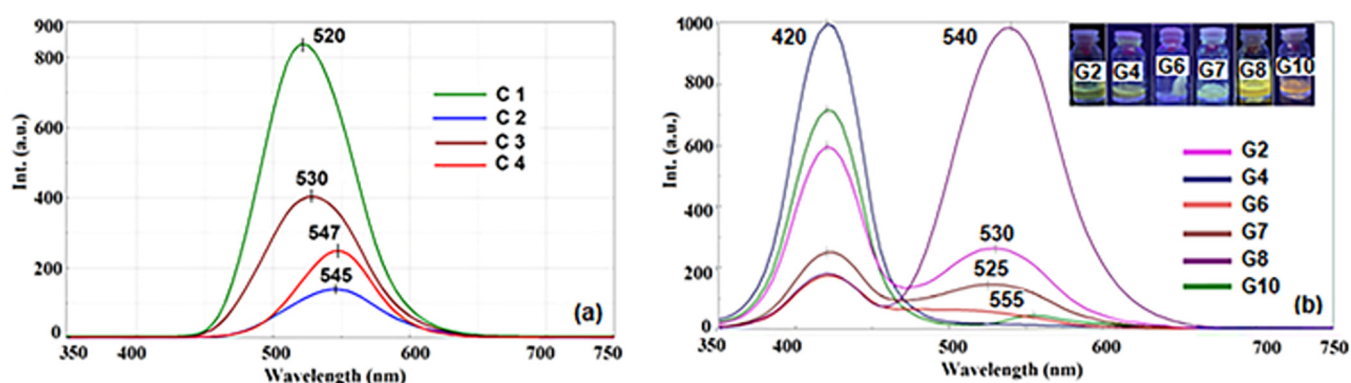 900
800
600
400
200
0
Int. (a.u.)
520
530
547
545
C 1
C 2
C 3
C 4
(a)
350 400 500 600 700 750
Wavelength (nm)
1000
800
600
400
200
0
Int. (a.u.)
420
540
530
525
555
G2 G4 G6 G7 G8 G10
G2
G4
G6
G7
G8
G10
(b)
350 400 500 600 700 750
Wavelength (nm)